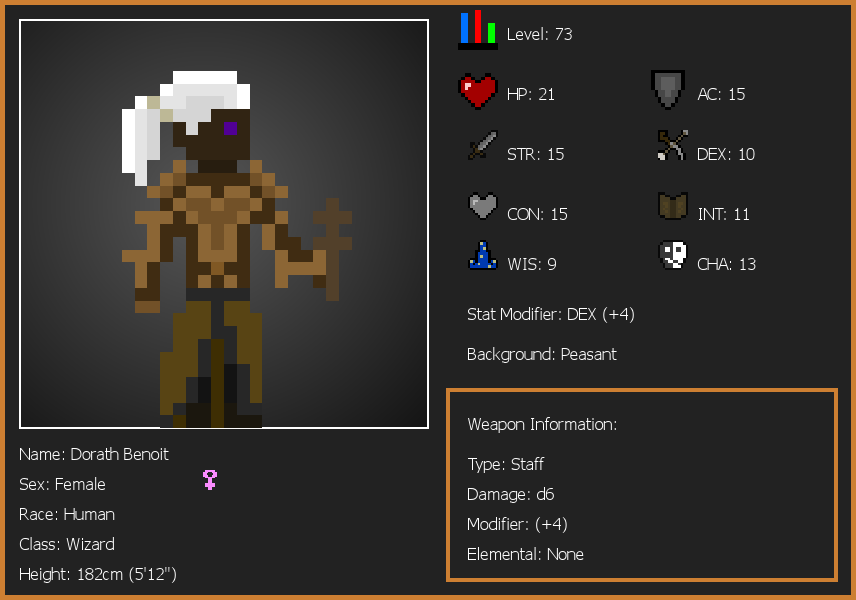 Level: 73
HP: 21
AC: 15
STR: 15
DEX: 10
CON: 15
INT: 11
WIS: 9
CHA: 13
Stat Modifier: DEX (+4)
Background: Peasant
Weapon Information:
Type: Staff
Damage: d6
Modifier: (+4)
Elemental: None
Name: Dorath Benoit
Sex: Female
Race: Human
Class: Wizard
Height: 182cm (5'12")